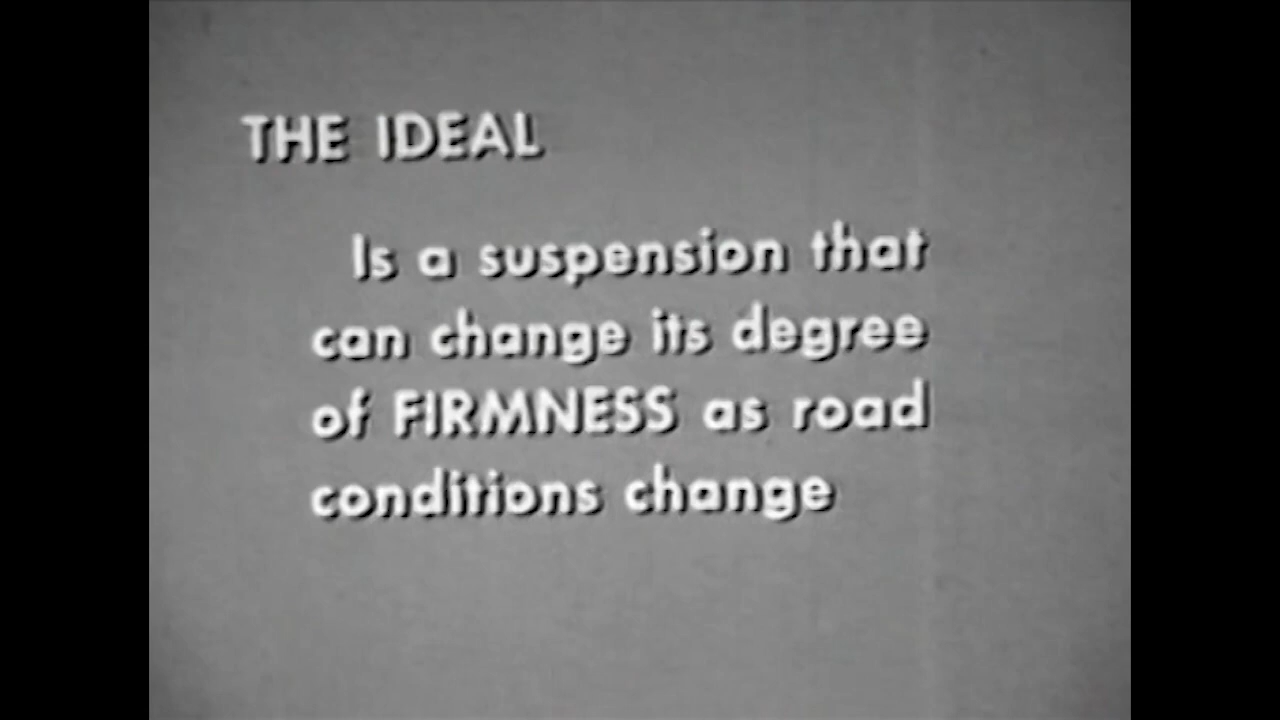 THE IDEAL
Is a suspension that
can change its degree
of FIRMNESS as road
conditions change